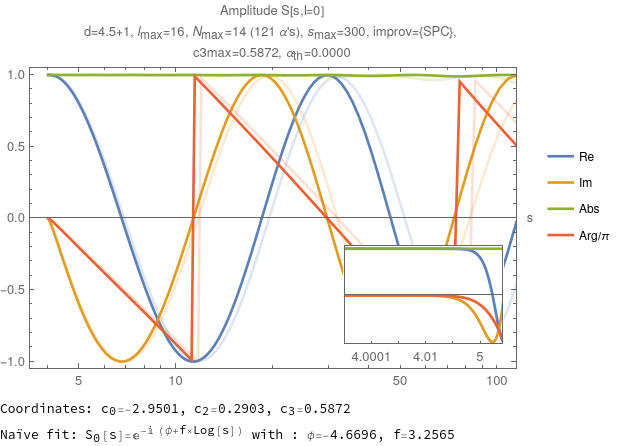 Amplitude S[s,l=0]
d=4.5+1, lmax=16, Nmax=14 (121 α's), smax=300, improv={SPC},
c3max=0.5872, αth=0.0000
1.0
0.5
0.0
−0.5
−1.0
5
10
50
100
s
4.0001
4.01
5
Re
Im
Abs
Arg/π
Coordinates: c0=-2.9501, c2=0.2903, c3=0.5872
Naïve fit: S0[s]=e^-i (ϕ+f×Log[s]) with : ϕ=-4.6696, f=3.2565